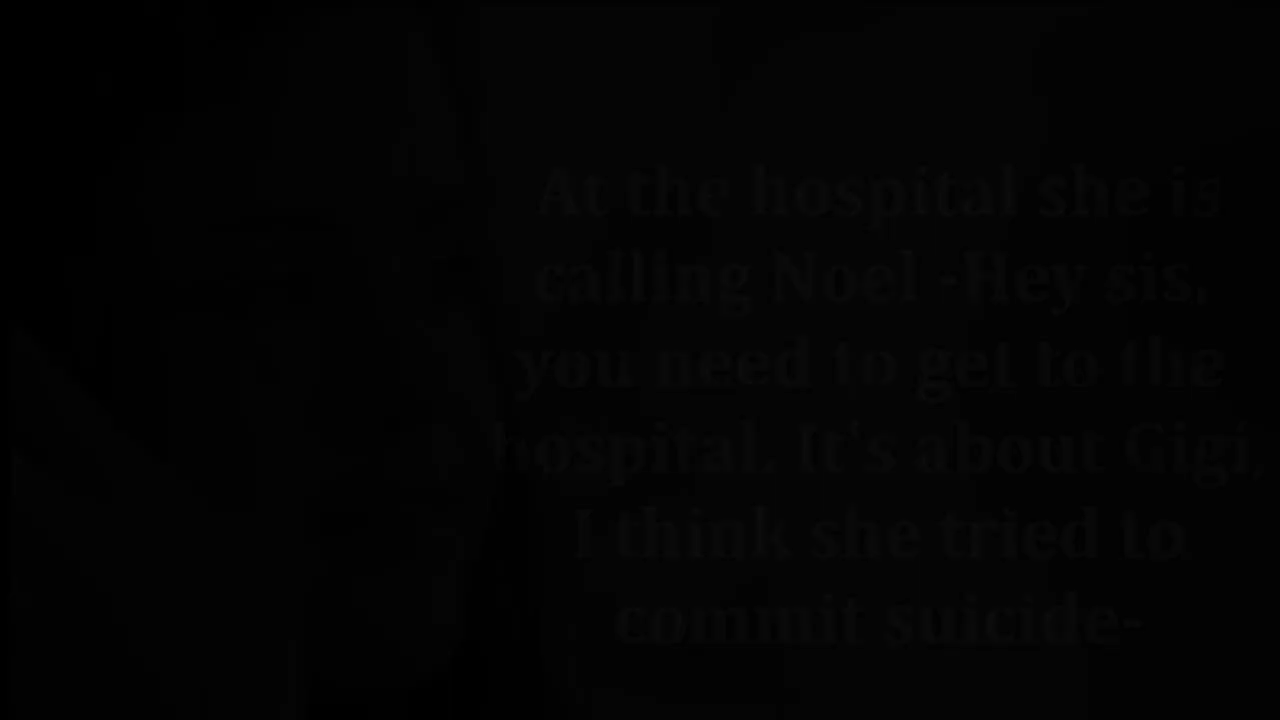 At the hospital she is
calling Noel -Hey sis,
you need to get to the
hospital. It's about Gigi,
I think she tried to
commit suicide-